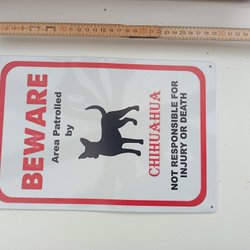 BEWARE
Area Patrolled
by
CHIHUAHUA
NOT RESPONSIBLE FOR
INJURY OR DEATH